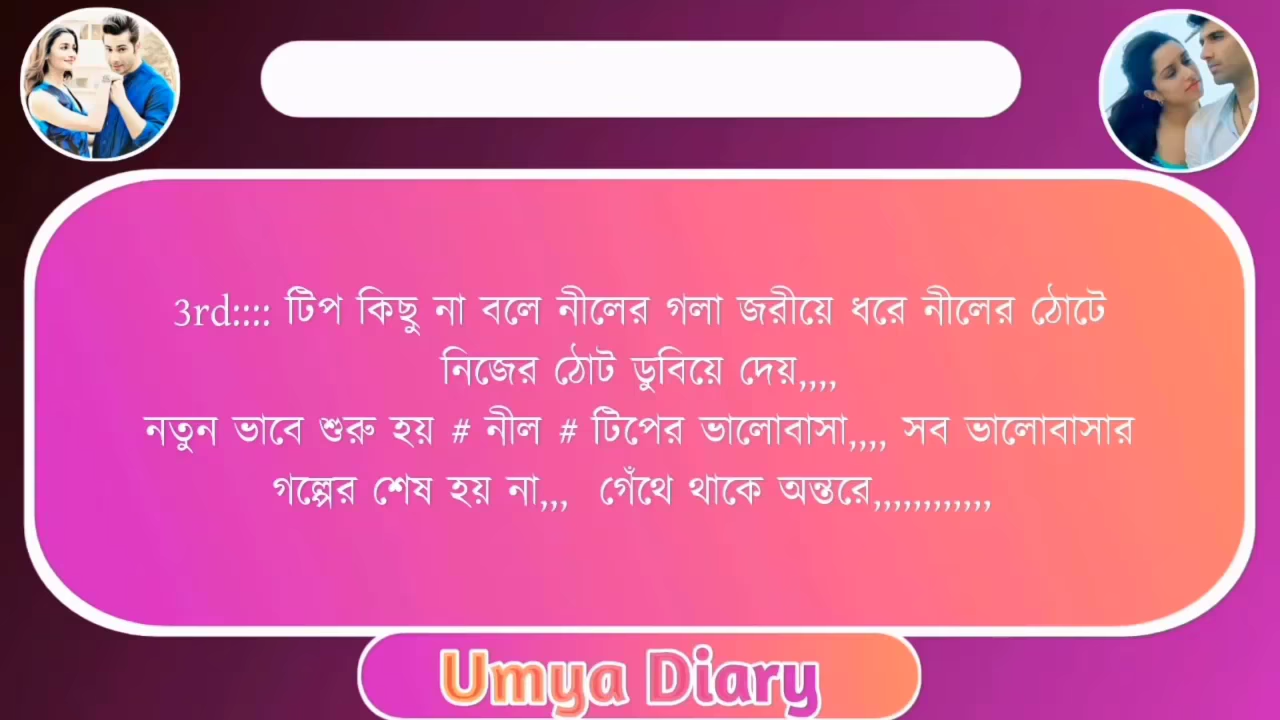 3rd:::: টিপ কিছু না বলে নীলের গলা জরীয়ে ধরে নীলের ঠোটে
নিজের ঠোট ডুবিয়ে দেয়,,,,
নতুন ভাবে শুরু হয় # নীল # টিপের ভালোবাসা,,,, সব ভালোবাসার
গল্পের শেষ হয় না,,,  গেঁথে থাকে অন্তরে,,,,,,,,,,,,
Umya Diary